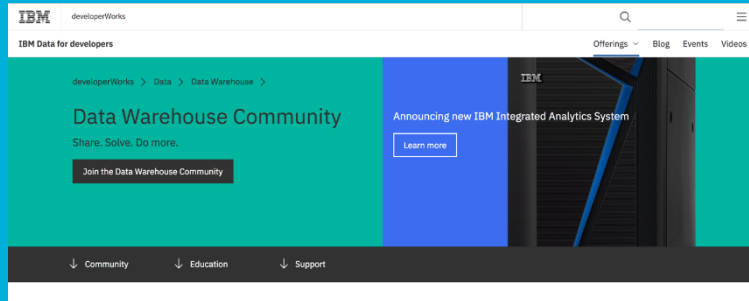 IBM developerWorks
IBM Data for developers
Offerings Blog Events Videos
developerWorks > Data > Data Warehouse >
Data Warehouse Community
Share. Solve. Do more.
Join the Data Warehouse Community
IBM
Announcing new IBM Integrated Analytics System
Learn more
Community Education Support